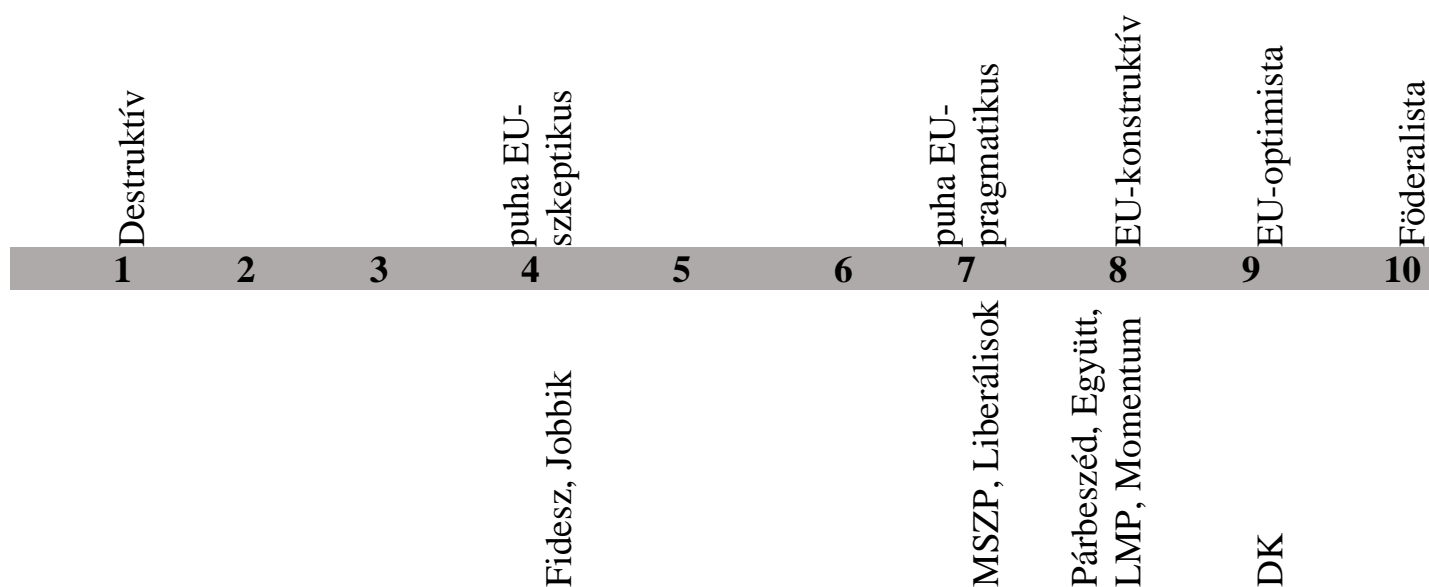 Destruktív
puha EU-
szkeptikus
puha EU-
pragmatikus
EU-konstruktív
EU-optimista
Föderalista
1 2 3 4 5 6 7 8 9 10
Fidesz, Jobbik
MSZP, Liberálisok
Párbeszéd, Együtt,
LMP, Momentum
DK